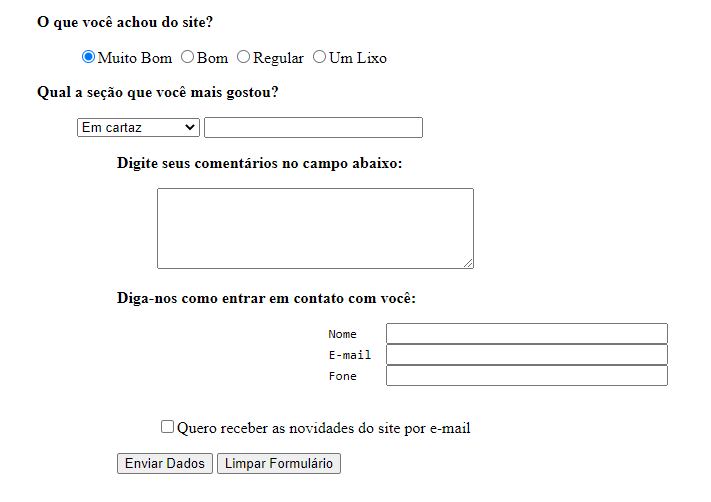 O que você achou do site?
Muito Bom Bom Regular Um Lixo
Qual a seção que você mais gostou?
Em cartaz
Digite seus comentários no campo abaixo:
Diga-nos como entrar em contato com você:
Nome
E-mail
Fone
Quero receber as novidades do site por e-mail
Enviar Dados Limpar Formulário